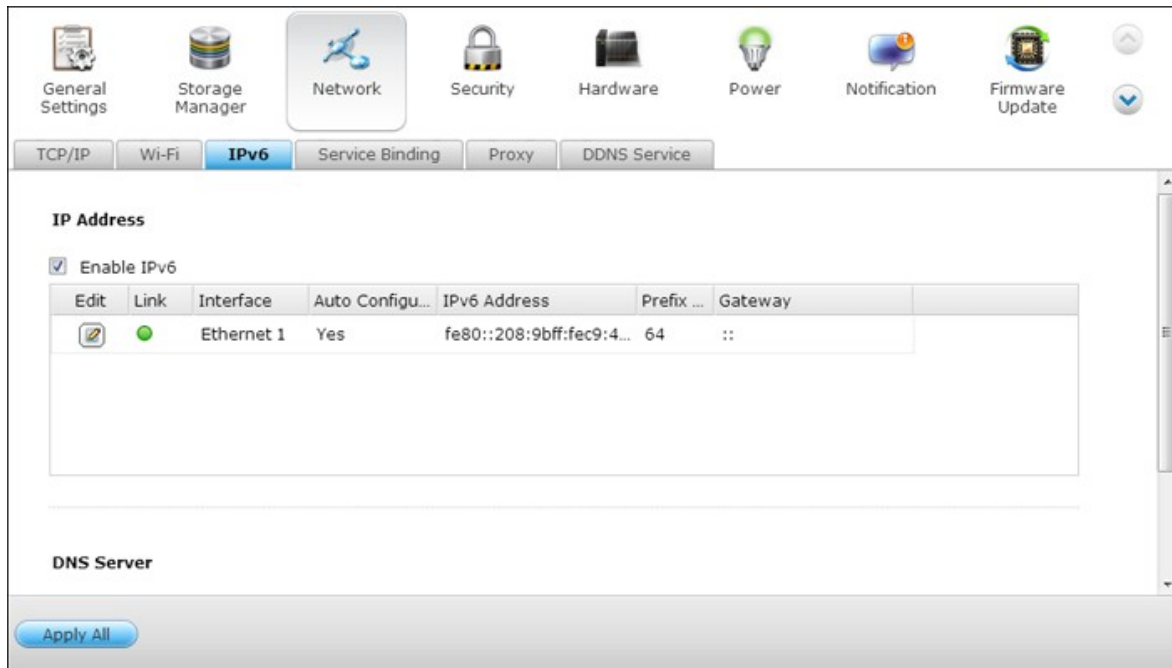 General Settings
Storage Manager
Network
Security
Hardware
Power
Notification
Firmware Update
TCP/IP Wi-Fi IPv6 Service Binding Proxy DDNS Service
IP Address
Enable IPv6
Edit Link Interface Auto Configu... IPv6 Address Prefix ... Gateway
Ethernet 1 Yes fe80::208:9bff:fec9:4... 64 ::
DNS Server
Apply All